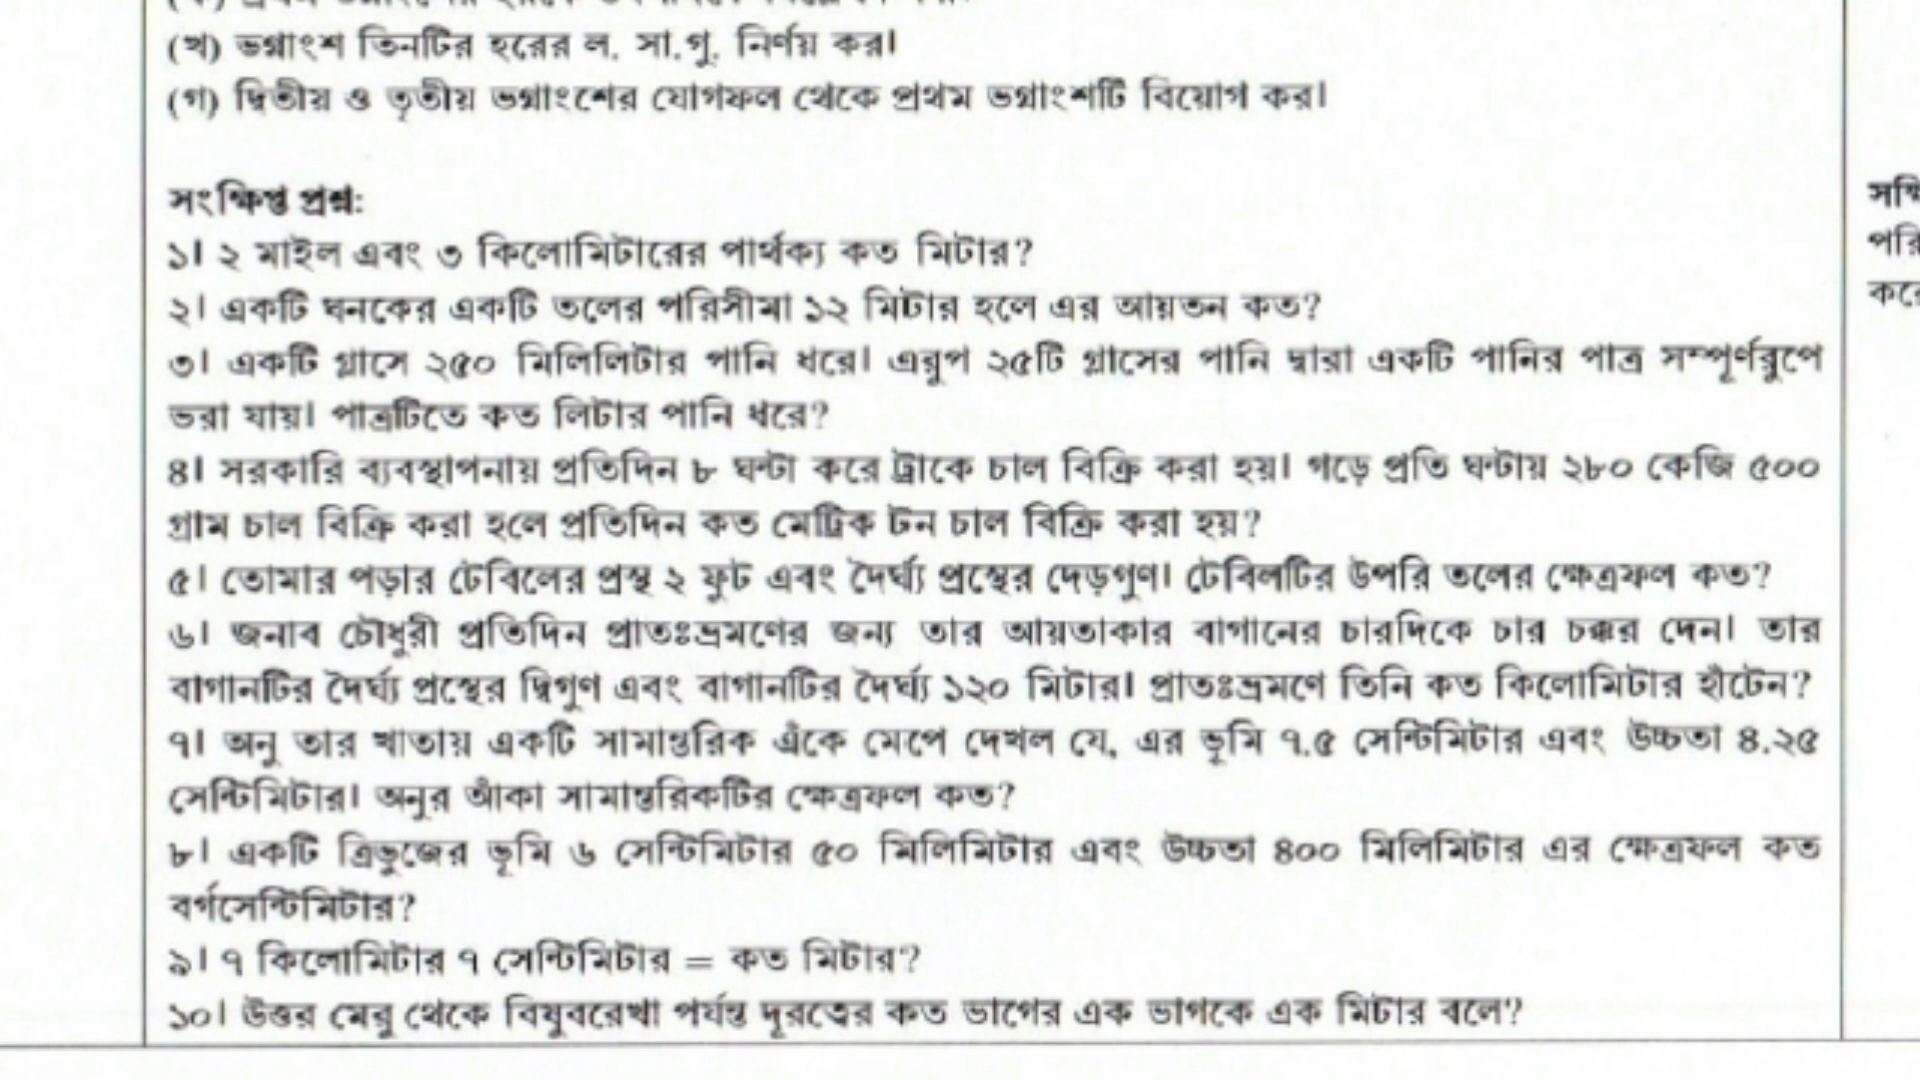 (খ) ভগ্নাংশ তিনটির হরের ল. সা.গু. নির্ণয় কর।
(গ) দ্বিতীয় ও তৃতীয় ভগ্নাংশের যোগফল থেকে প্রথম ভগ্নাংশটি বিয়োগ কর।
সংক্ষিপ্ত প্রশ্ন:
১। ২ মাইল এবং ৩ কিলোমিটারের পার্থক্য কত মিটার?
২। একটি ঘনকের একটি তলের পরিসীমা ১২ মিটার হলে এর আয়তন কত?
৩। একটি গ্লাসে ২৫০ মিলিলিটার পানি ধরে। এরুপ ২৫টি গ্লাসের পানি দ্বারা একটি পানির পাত্র সম্পূর্ণরুপে
ভরা যায়। পাত্রটিতে কত লিটার পানি ধরে?
৪। সরকারি ব্যবস্থাপনায় প্রতিদিন ৮ ঘন্টা করে ট্রাকে চাল বিক্রি করা হয়। গড়ে প্রতি ঘন্টায় ২৮০ কেজি ৫০০
গ্রাম চাল বিক্রি করা হলে প্রতিদিন কত মেট্রিক টন চাল বিক্রি করা হয়?
৫। তোমার পড়ার টেবিলের প্রস্থ ২ ফুট এবং দৈর্ঘ্য প্রস্থের দেড়গুণ। টেবিলটির উপরি তলের ক্ষেত্রফল কত?
৬। জনাব চৌধুরী প্রতিদিন প্রাতঃভ্রমণের জন্য তার আয়তাকার বাগানের চারদিকে চার চক্কর দেন। তার
বাগানটির দৈর্ঘ্য প্রস্থের দ্বিগুণ এবং বাগানটির দৈর্ঘ্য ১২০ মিটার। প্রাতঃভ্রমণে তিনি কত কিলোমিটার হাঁটেন?
৭। অনু তার খাতায় একটি সামান্তরিক এঁকে মেপে দেখল যে, এর ভূমি ৭.৫ সেন্টিমিটার এবং উচ্চতা ৪.২৫
সেন্টিমিটার। অনুর আঁকা সামান্তরিকটির ক্ষেত্রফল কত?
৮। একটি ত্রিভুজের ভূমি ৬ সেন্টিমিটার ৫০ মিলিমিটার এবং উচ্চতা ৪০০ মিলিমিটার এর ক্ষেত্রফল কত
বর্গসেন্টিমিটার?
৯। ৭ কিলোমিটার ৭ সেন্টিমিটার = কত মিটার?
১০। উত্তর মেরু থেকে বিষুবরেখা পর্যন্ত দূরত্বের কত ভাগের এক ভাগকে এক মিটার বলে?